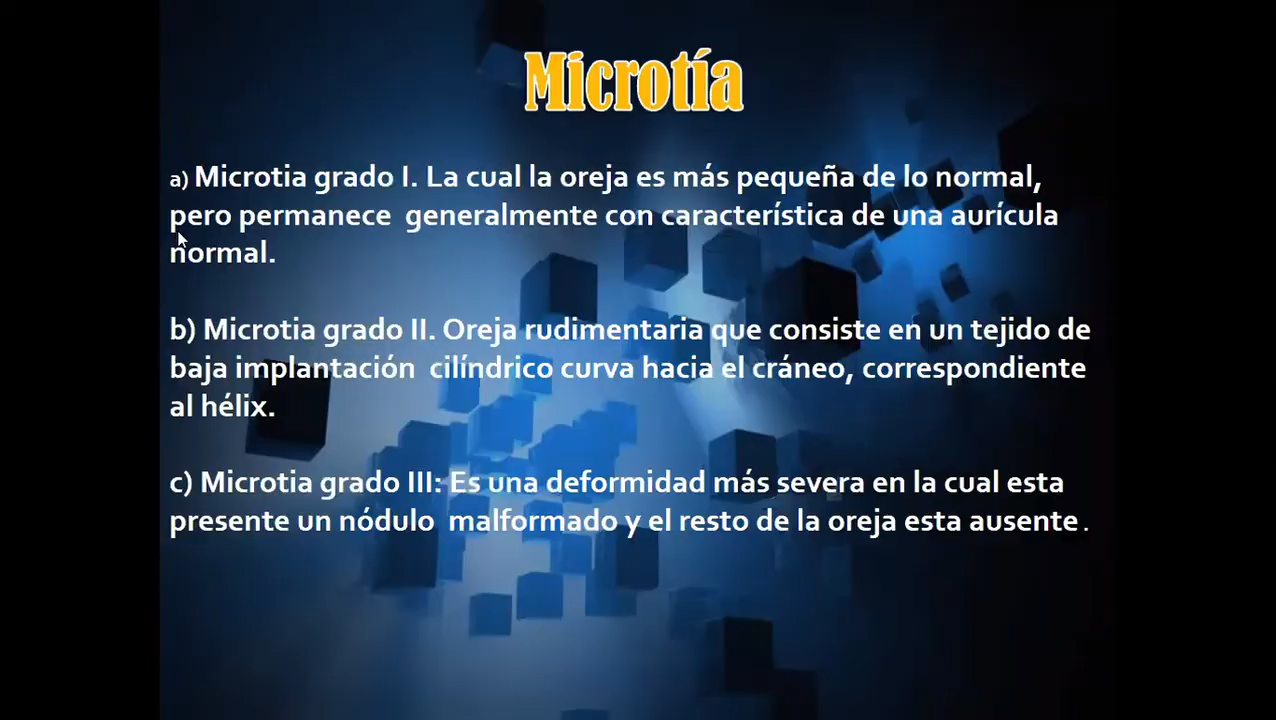 Microtía
a) Microtia grado I. La cual la oreja es más pequeña de lo normal,
pero permanece generalmente con característica de una aurícula
normal.
b) Microtia grado II. Oreja rudimentaria que consiste en un tejido de
baja implantación cilíndrico curva hacia el cráneo, correspondiente
al hélix.
c) Microtia grado III: Es una deformidad más severa en la cual esta
presente un nódulo malformado y el resto de la oreja esta ausente.